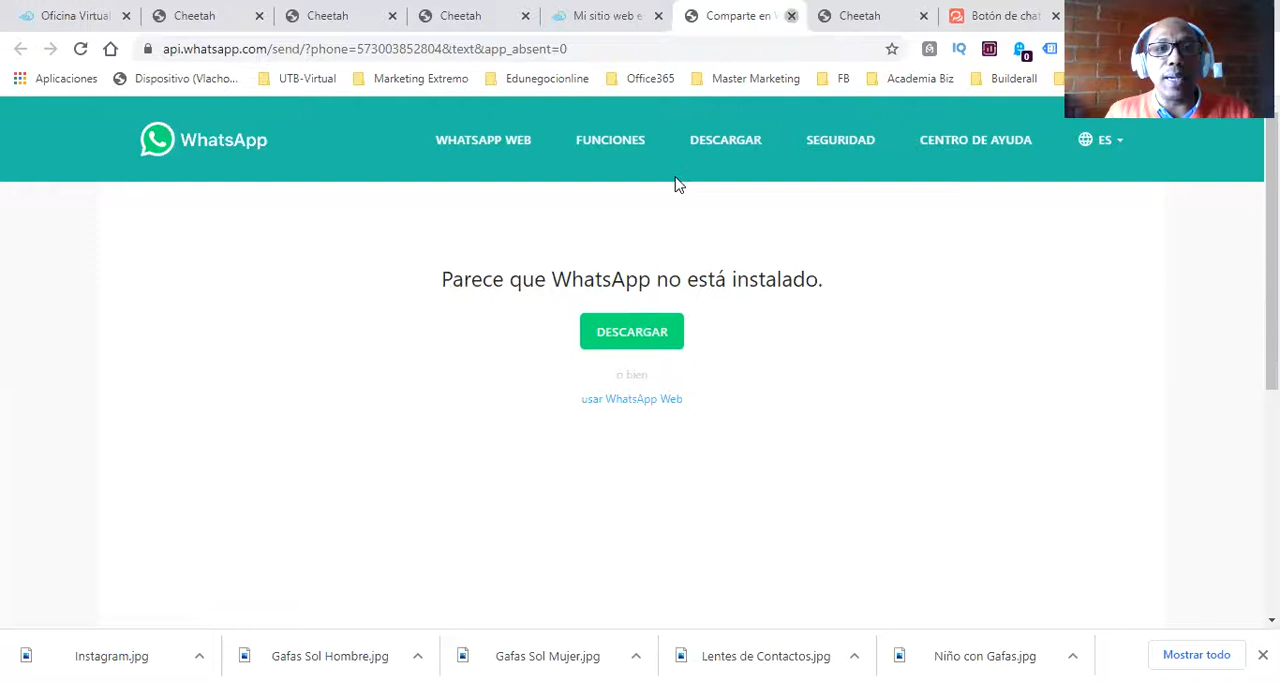 Oficina Virtual
Cheetah
Cheetah
Cheetah
Mi sitio web e
Comparte en
Cheetah
Botón de chat
api.whatsapp.com/send/?phone=573003852804&text&app_absent=0
IQ
0
Aplicaciones
Dispositivo (Vlacho...
UTB-Virtual
Marketing Extremo
Edunegocionline
Office365
Master Marketing
FB
Academia Biz
Builderall
WhatsApp
WHATSAPP WEB
FUNCIONES
DESCARGAR
SEGURIDAD
CENTRO DE AYUDA
ES
Parece que WhatsApp no está instalado.
DESCARGAR
o bien
usar WhatsApp Web
Instagram.jpg
Gafas Sol Hombre.jpg
Gafas Sol Mujer.jpg
Lentes de Contactos.jpg
Niño con Gafas.jpg
Mostrar todo